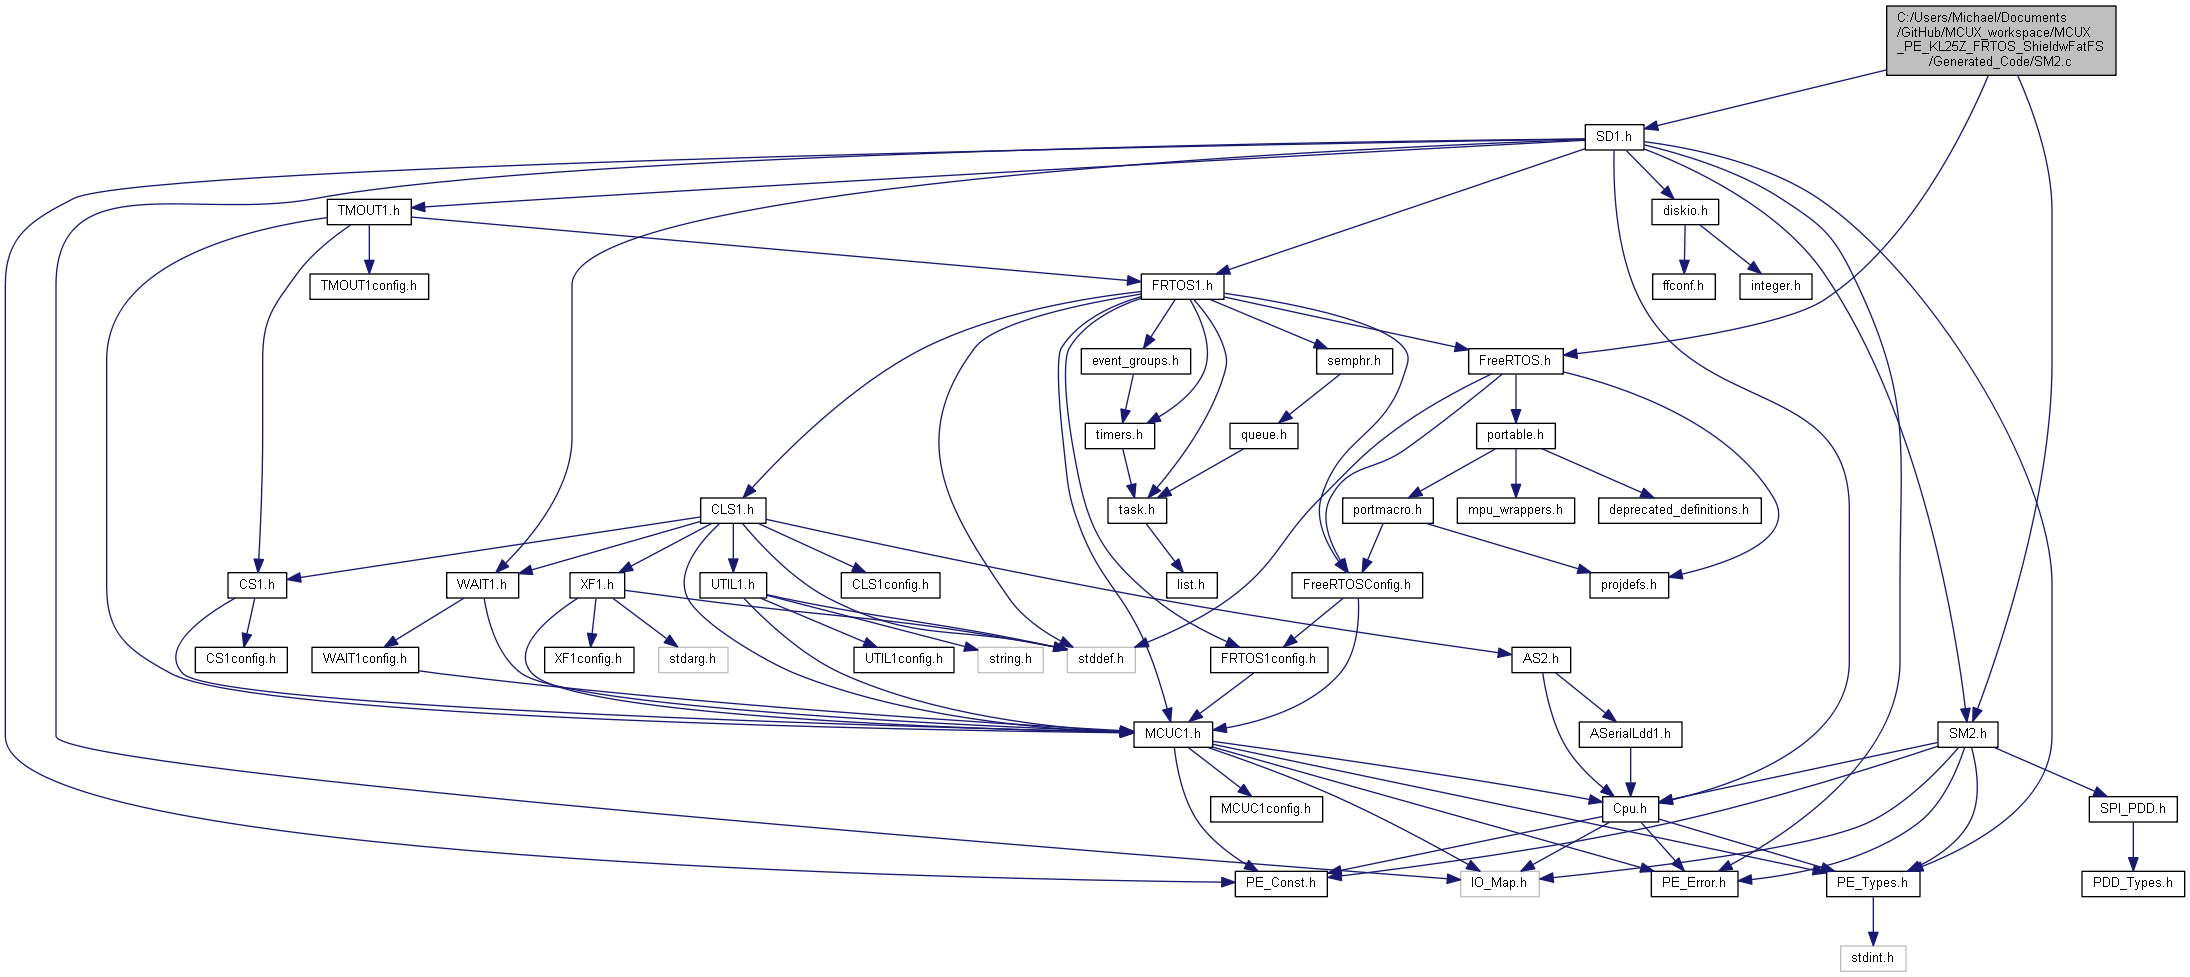 C:/Users/Michael/Documents
/GitHub/MCUX_workspace/MCUX
_PE_KL25Z_FRTOS_ShieldwFatFS
/Generated_Code/SM2.c
SD1.h
TMOUT1.h
diskio.h
TMOUT1config.h
FRTOS1.h
ffconf.h
integer.h
event_groups.h
semphr.h
FreeRTOS.h
timers.h
queue.h
portable.h
CLS1.h
task.h
portmacro.h
mpu_wrappers.h
deprecated_definitions.h
CS1.h
WAIT1.h
XF1.h
UTIL1.h
CLS1config.h
list.h
FreeRTOSConfig.h
projdefs.h
CS1config.h
WAIT1config.h
XF1config.h
stdarg.h
UTIL1config.h
string.h
stddef.h
FRTOS1config.h
AS2.h
MCUC1.h
ASerialLdd1.h
SM2.h
MCUC1config.h
Cpu.h
SPI_PDD.h
PE_Const.h
IO_Map.h
PE_Error.h
PE_Types.h
PDD_Types.h
stdint.h